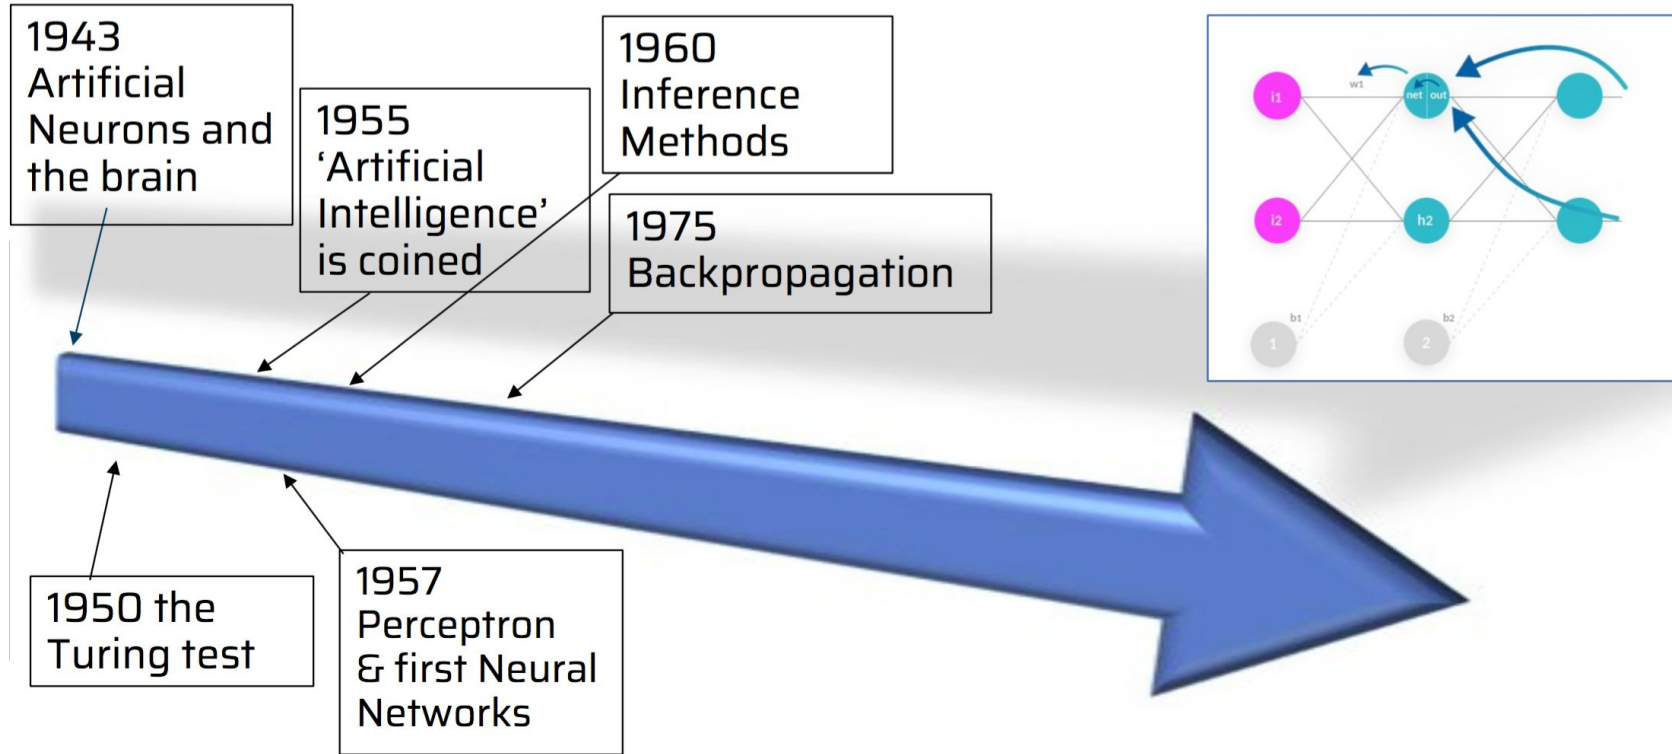 1943
Artificial
Neurons and
the brain
1955
‘Artificial
Intelligence’
is coined
1960
Inference
Methods
1975
Backpropagation
1950 the
Turing test
1957
Perceptron
& first Neural
Networks
i1
w1
net out
i2
h2
b1
1
b2
2